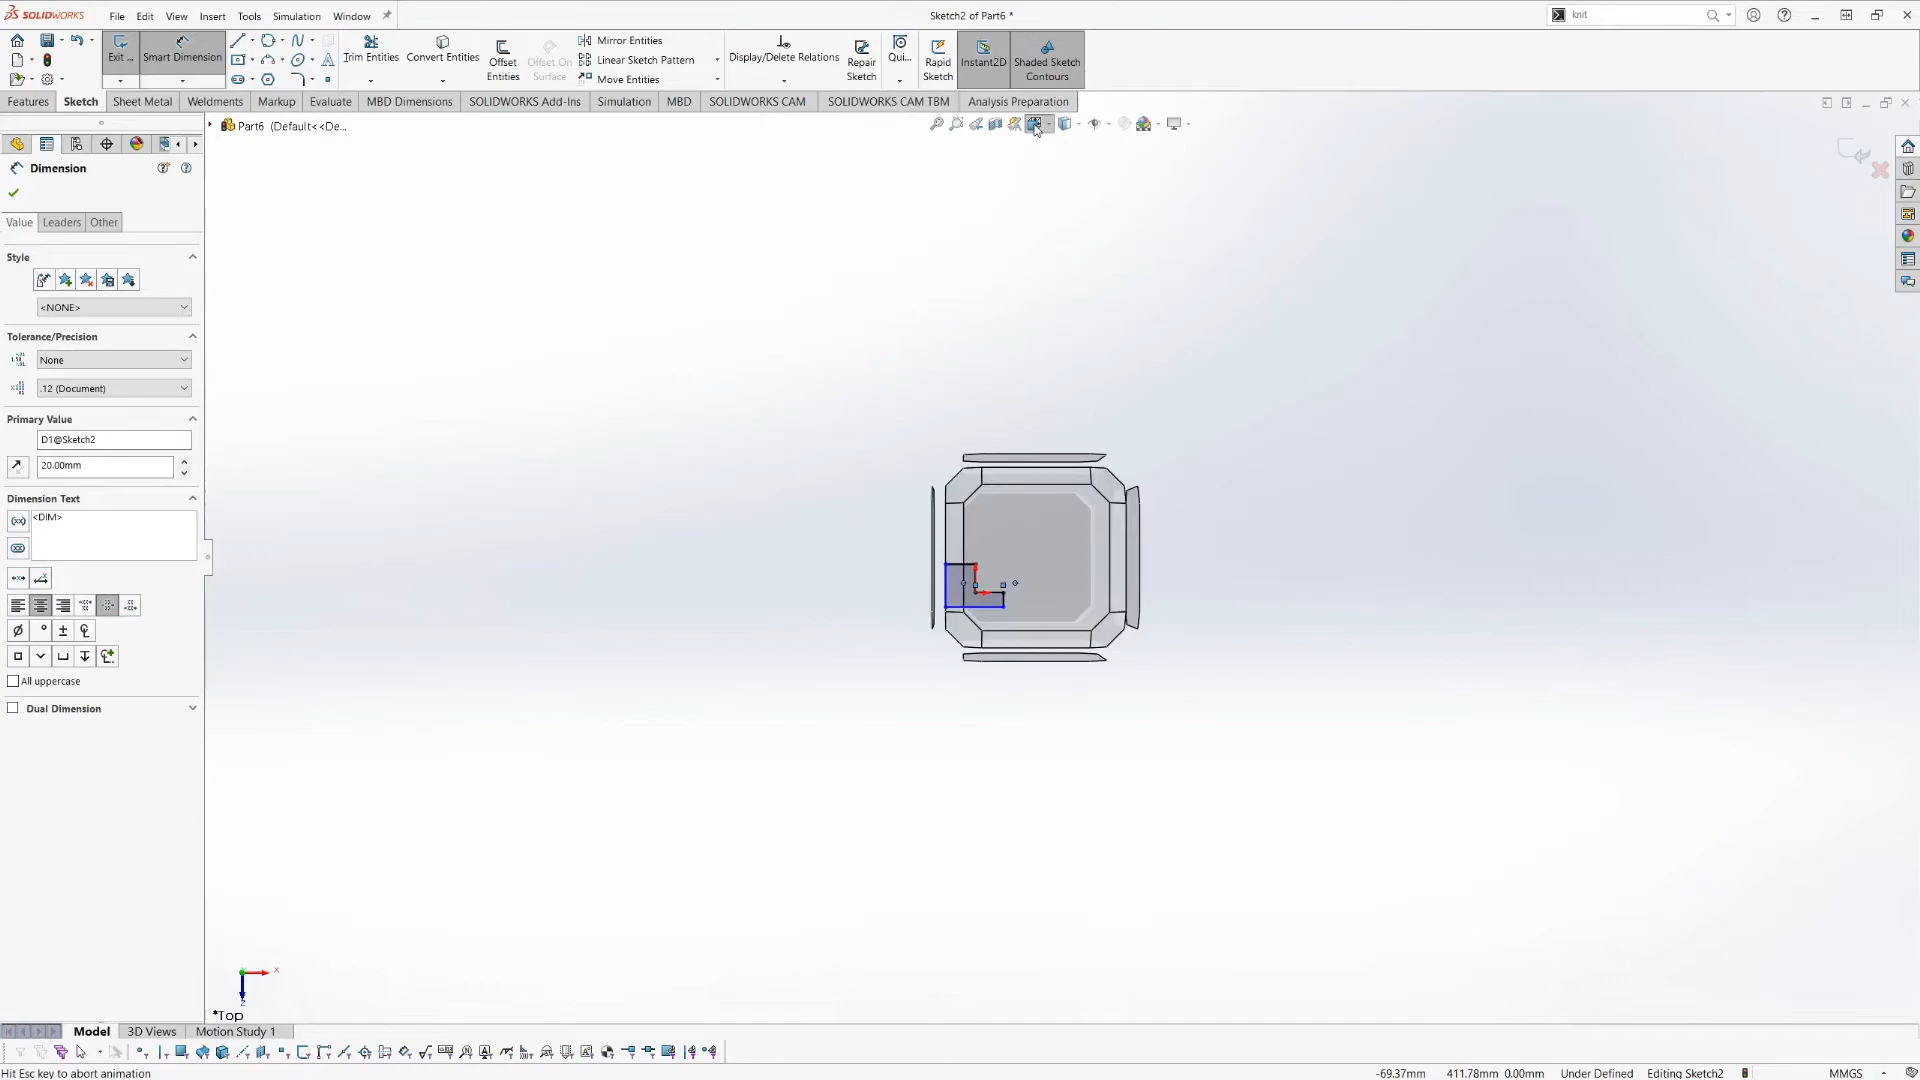 SOLIDWORKS
File
Edit
View
Insert
Tools
Simulation
Window
Sketch2 of Part6 *
knit
Exit ...
Smart Dimension
Trim Entities
Convert Entities
Offset
Entities
Offset On
Surface
Mirror Entities
Linear Sketch Pattern
Move Entities
Display/Delete Relations
Repair
Sketch
Qui...
Rapid
Sketch
Instant2D
Shaded Sketch
Contours
Features
Sketch
Sheet Metal
Weldments
Markup
Evaluate
MBD Dimensions
SOLIDWORKS Add-Ins
Simulation
MBD
SOLIDWORKS CAM
SOLIDWORKS CAM TBM
Analysis Preparation
Part6 (Default<<De...
Dimension
Value
Leaders
Other
Style
<NONE>
Tolerance/Precision
None
.12 (Document)
Primary Value
D1@Sketch2
20.00mm
Dimension Text
<DIM>
All uppercase
Dual Dimension
X
Z
*Top
Model
3D Views
Motion Study 1
Hit Esc key to abort animation
-69.37mm
411.78mm
0.00mm
Under Defined
Editing Sketch2
MMGS